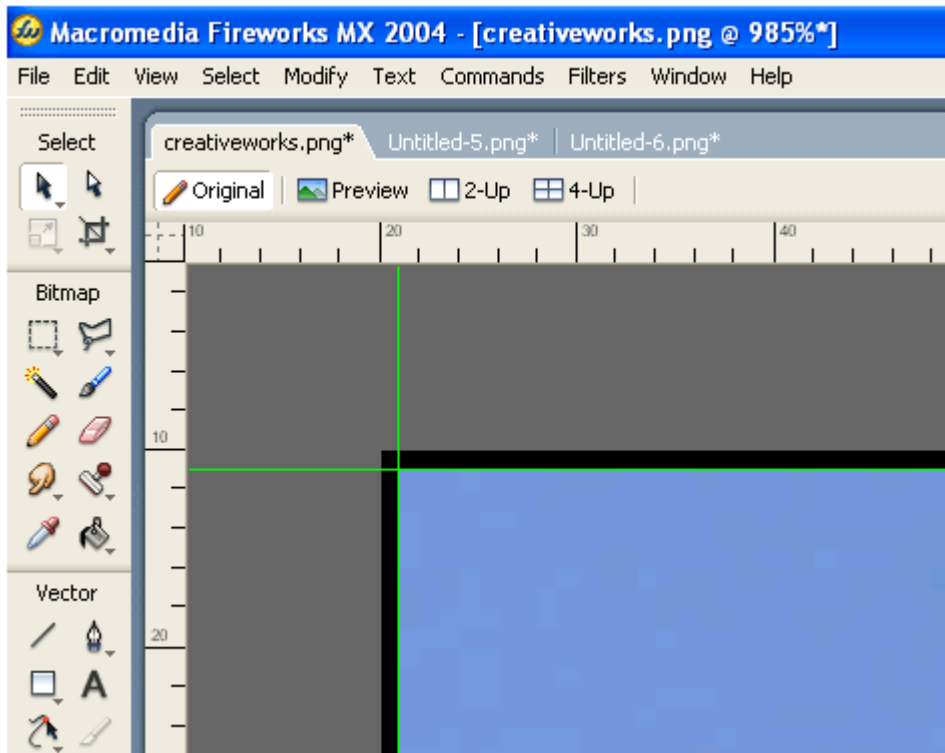 Macromedia Fireworks MX 2004 - [creativeworks.png @ 985%*]
File Edit View Select Modify Text Commands Filters Window Help
Select
creativeworks.png* Untitled-5.png* Untitled-6.png*
Original Preview 2-Up 4-Up
10 20 30 40
Bitmap
10
Vector
20
A